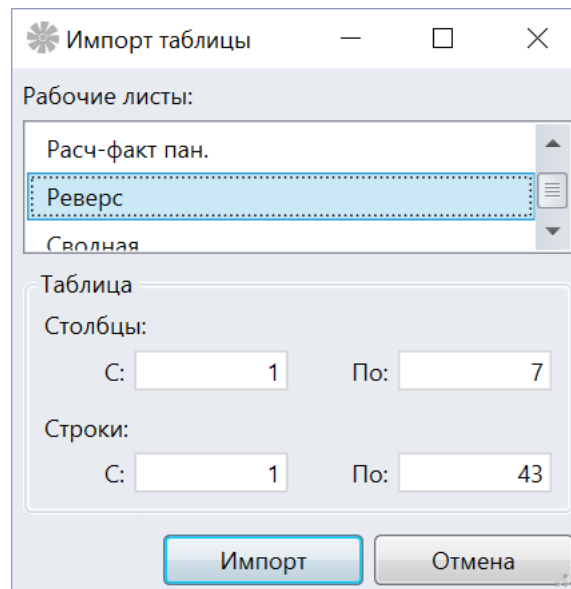 Импорт таблицы
Рабочие листы:
Расч-факт пан.
Реверс
Сводная
Таблица
Столбцы:
С: 1 По: 7
Строки:
С: 1 По: 43
Импорт Отмена